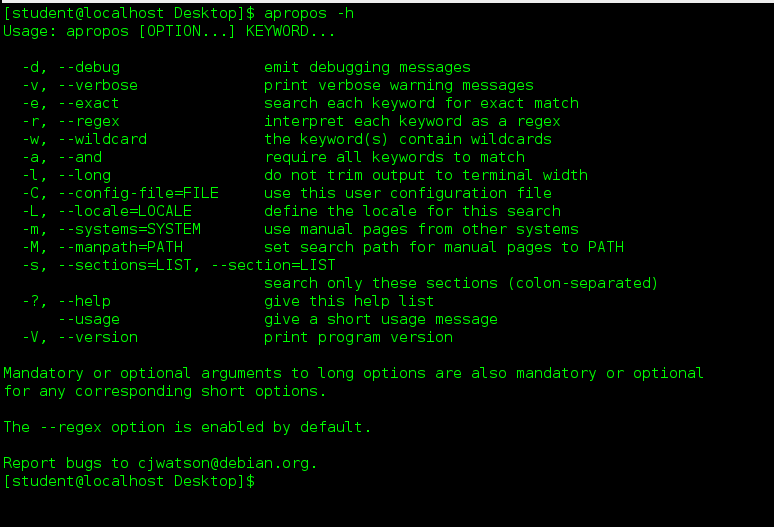 [student@localhost Desktop]$ apropos -h
Usage: apropos [OPTION...] KEYWORD...

  -d, --debug                emit debugging messages
  -v, --verbose              print verbose warning messages
  -e, --exact                search each keyword for exact match
  -r, --regex                interpret each keyword as a regex
  -w, --wildcard             the keyword(s) contain wildcards
  -a, --and                  require all keywords to match
  -l, --long                 do not trim output to terminal width
  -C, --config-file=FILE     use this user configuration file
  -L, --locale=LOCALE        define the locale for this search
  -m, --systems=SYSTEM       use manual pages from other systems
  -M, --manpath=PATH         set search path for manual pages to PATH
  -s, --sections=LIST, --section=LIST
                             search only these sections (colon-separated)
  -?, --help                 give this help list
      --usage                give a short usage message
  -V, --version              print program version

Mandatory or optional arguments to long options are also mandatory or optional
for any corresponding short options.

The --regex option is enabled by default.

Report bugs to cjwatson@debian.org.
[student@localhost Desktop]$